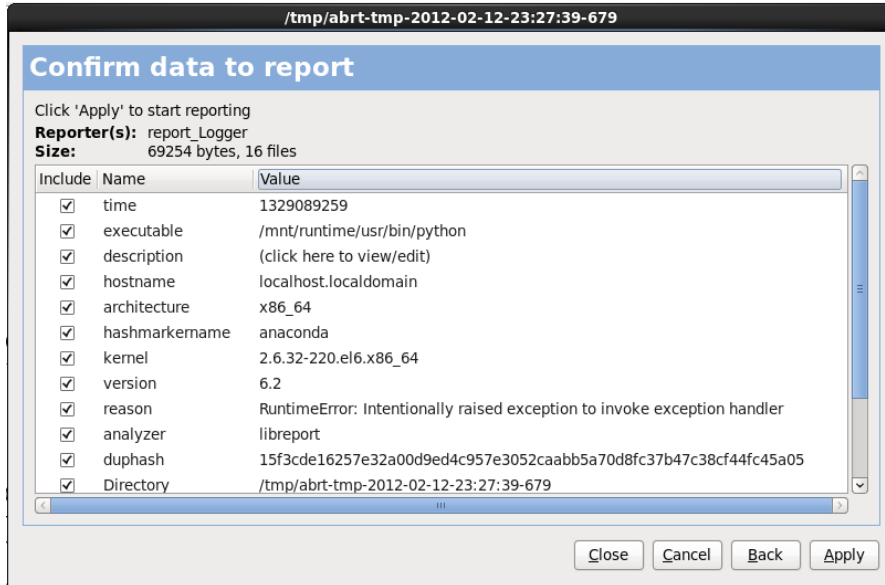 /tmp/abrt-tmp-2012-02-12-23:27:39-679
Confirm data to report
Click 'Apply' to start reporting
Reporter(s): report_Logger
Size: 69254 bytes, 16 files
Include Name Value
time 1329089259
executable /mnt/runtime/usr/bin/python
description (click here to view/edit)
hostname localhost.localdomain
architecture x86_64
hashmarkername anaconda
kernel 2.6.32-220.el6.x86_64
version 6.2
reason RuntimeError: Intentionally raised exception to invoke exception handler
analyzer libreport
duphash 15f3cde16257e32a00d9ed4c957e3052caabb5a70d8fc37b47c38cf44fc45a05
Directory /tmp/abrt-tmp-2012-02-12-23:27:39-679
Close Cancel Back Apply